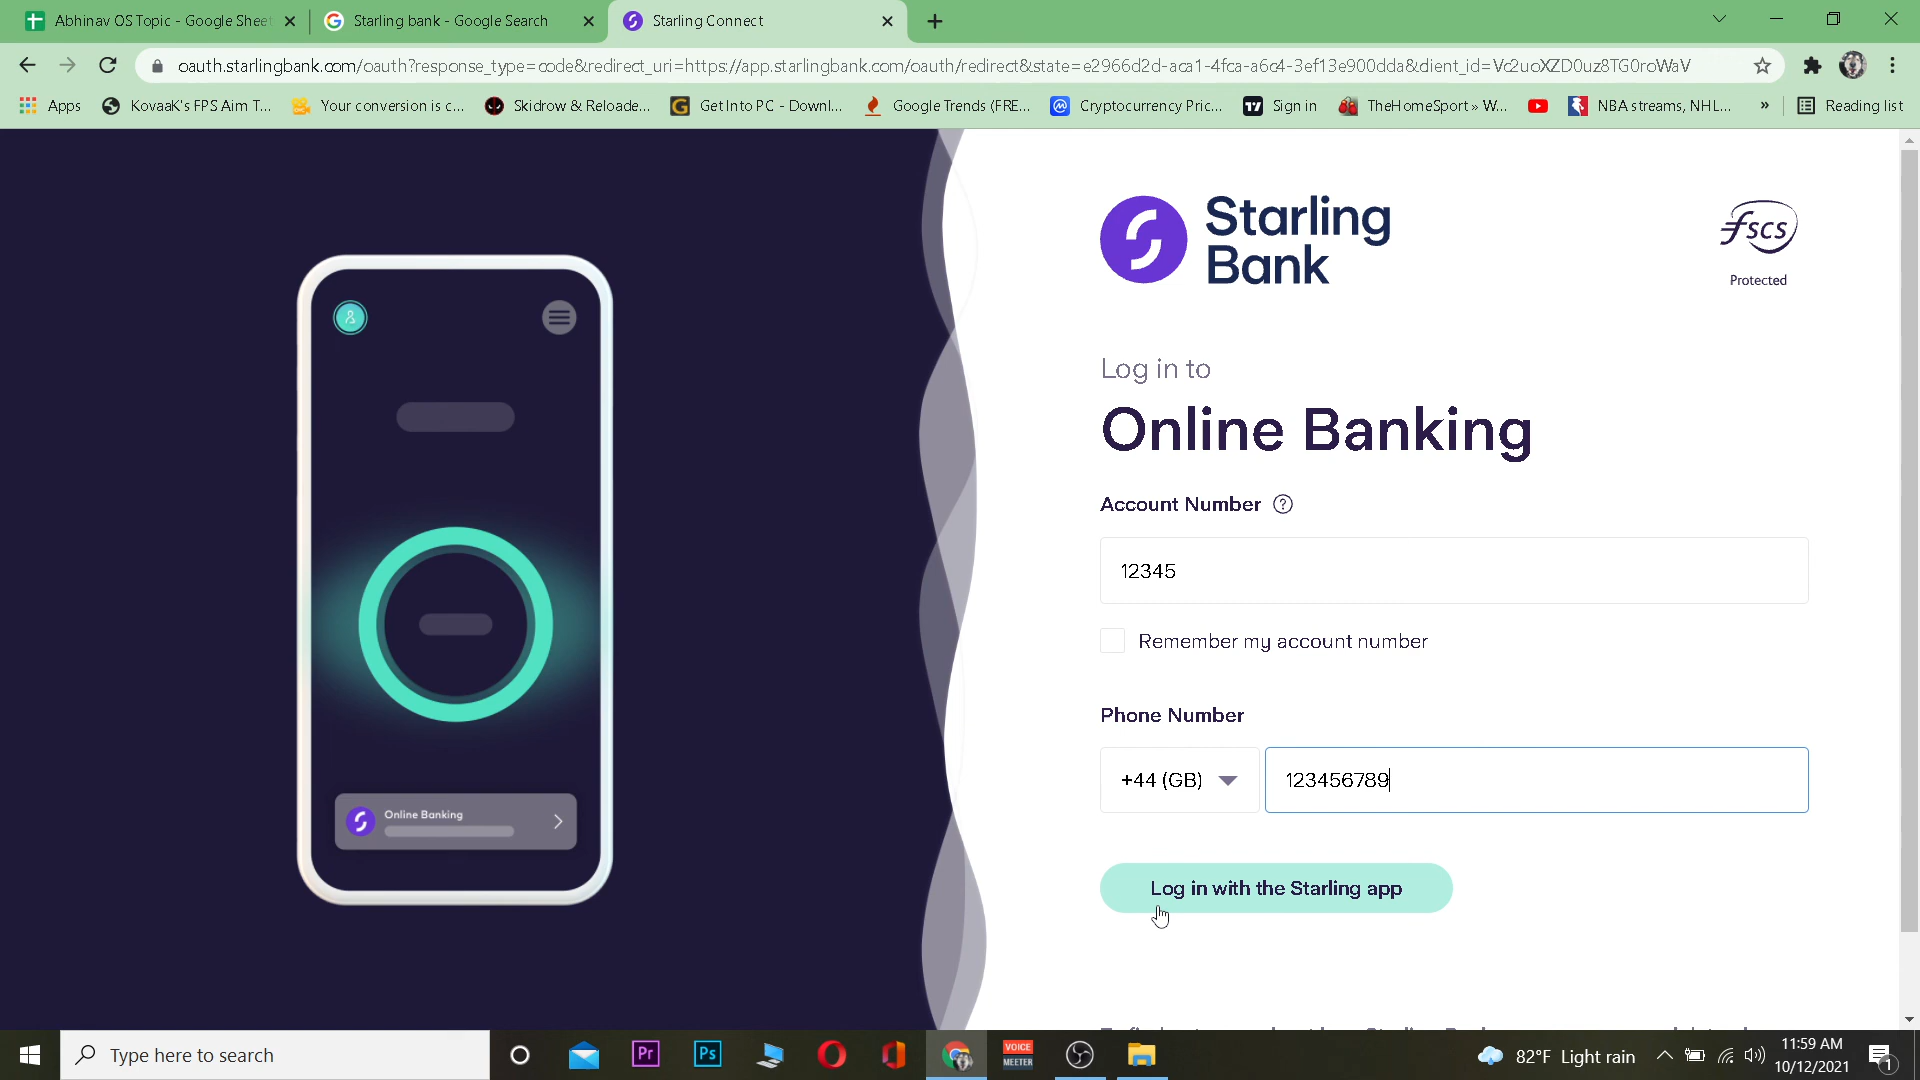 Abhinav OS Topic - Google Shee
Starling bank - Google Search
Starling Connect
oauth.starlingbank.com/oauth?response_type=code&redirect_uri=https://app.starlingbank.com/oauth/redirect&state=e2966d2d-aca1-4fca-a6c4-3ef13e900dda&client_id=Vc2uoXZD0uz8TG0roWaV
Apps
KovaaK's FPS Aim T...
Your conversion is c...
Skidrow & Reloade...
Get Into PC - Downl...
Google Trends (FRE...
Cryptocurrency Pric...
Sign in
TheHomeSport » W...
NBA streams, NHL...
»
Reading list
Starling
Bank
fscs
Protected
Log in to
Online Banking
Account Number ?
12345
Remember my account number
Phone Number
+44 (GB)
123456789
Log in with the Starling app
Online Banking
Type here to search
Pr
Ps
VOICE
MEETER
82°F Light rain
11:59 AM
10/12/2021
1